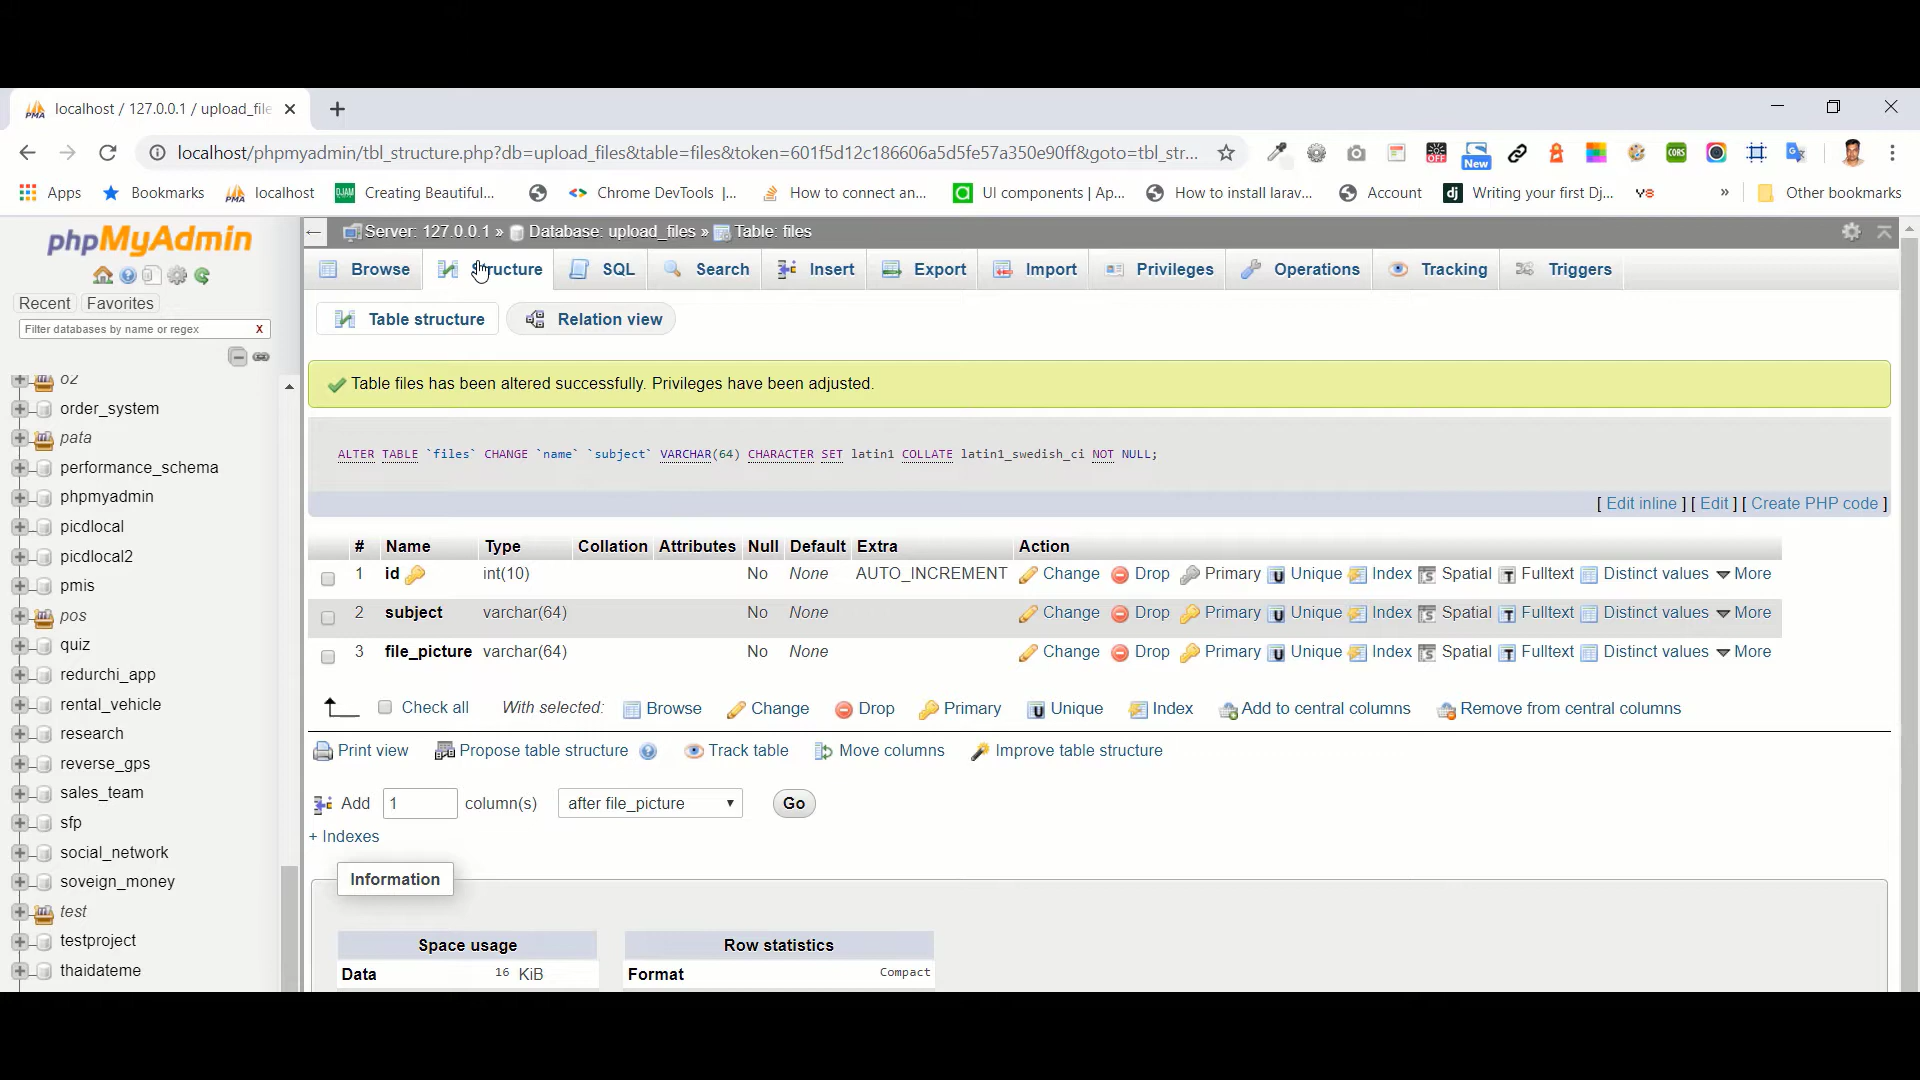 localhost / 127.0.0.1 / upload_file
localhost/phpmyadmin/tbl_structure.php?db=upload_files&table=files&token=601f5d12c186606a5d5fe57a350e90ff&goto=tbl_str...
OFF
New
CORS
Apps
Bookmarks
PMA
localhost
DJAM
Creating Beautiful...
Chrome DevTools |...
How to connect an...
UI components | Ap...
How to install larav...
Account
dj
Writing your first Dj...
»
Other bookmarks
phpMyAdmin
Recent
Favorites
Filter databases by name or regex
X
o2
order_system
pata
performance_schema
phpmyadmin
picdlocal
picdlocal2
pmis
pos
quiz
redurchi_app
rental_vehicle
research
reverse_gps
sales_team
sfp
social_network
soveign_money
test
testproject
thaidateme
Server: 127.0.0.1 » Database: upload_files » Table: files
Browse
ructure
SQL
Search
Insert
Export
Import
Privileges
Operations
Tracking
Triggers
Table structure
Relation view
Table files has been altered successfully. Privileges have been adjusted.
ALTER TABLE `files` CHANGE `name` `subject` VARCHAR(64) CHARACTER SET latin1 COLLATE latin1_swedish_ci NOT NULL;
[ Edit inline ] [ Edit ] [ Create PHP code ]
# Name Type Collation Attributes Null Default Extra Action
1 id int(10) No None AUTO_INCREMENT Change Drop Primary Unique Index Spatial Fulltext Distinct values More
2 subject varchar(64) No None Change Drop Primary Unique Index Spatial Fulltext Distinct values More
3 file_picture varchar(64) No None Change Drop Primary Unique Index Spatial Fulltext Distinct values More
Check all With selected: Browse Change Drop Primary Unique Index Add to central columns Remove from central columns
Print view Propose table structure Track table Move columns Improve table structure
Add 1 column(s) after file_picture Go
+ Indexes
Information
Space usage
Data 16 KiB
Row statistics
Format Compact